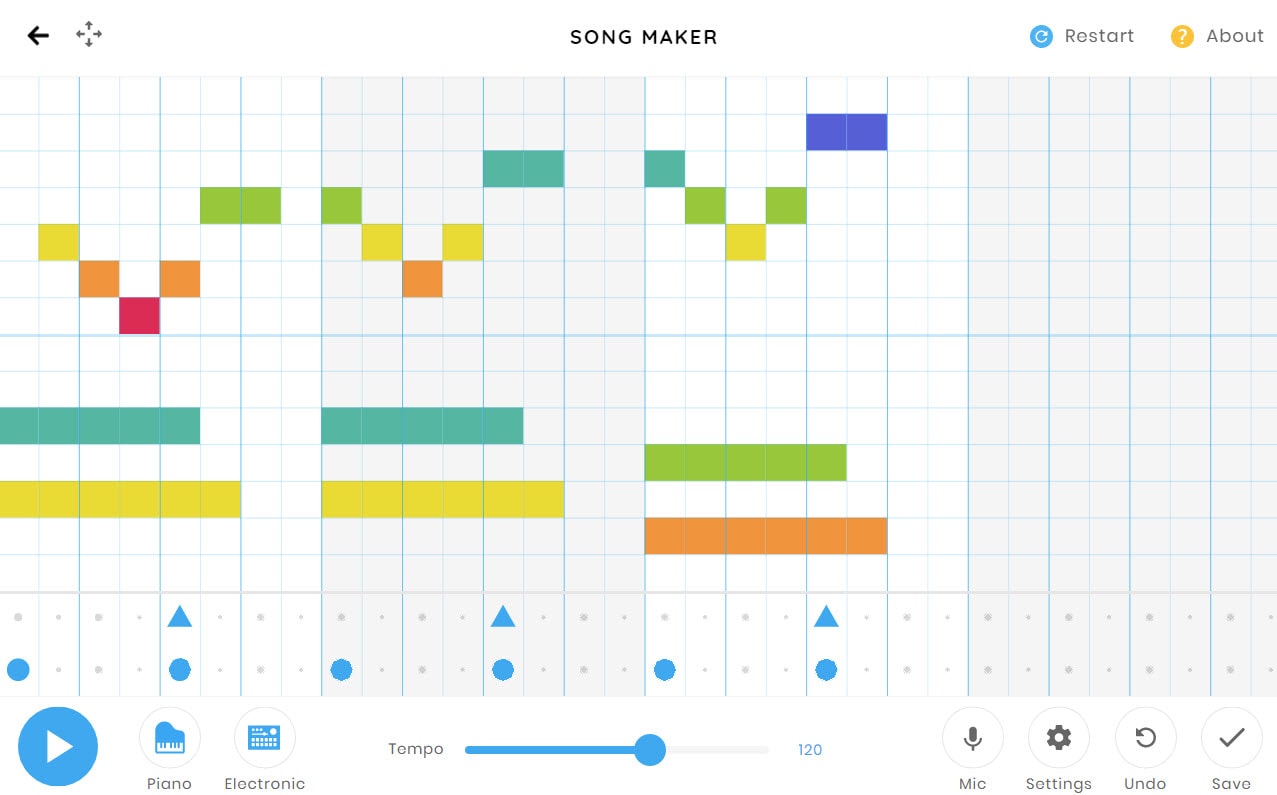 SONG MAKER
Restart
? About
Tempo
120
Piano
Electronic
Mic
Settings
Undo
Save